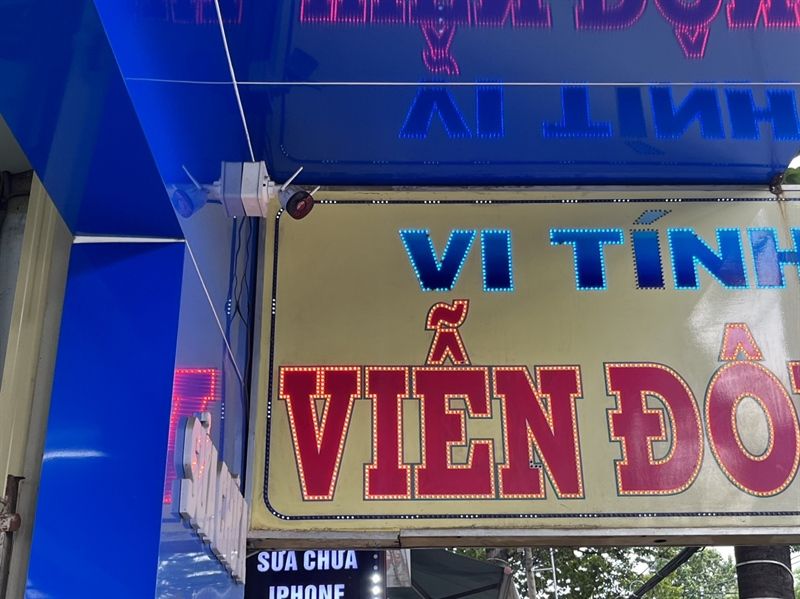 VI TÍNH
VIỄN ĐÔ
SỬA CHỮA
IPHONE